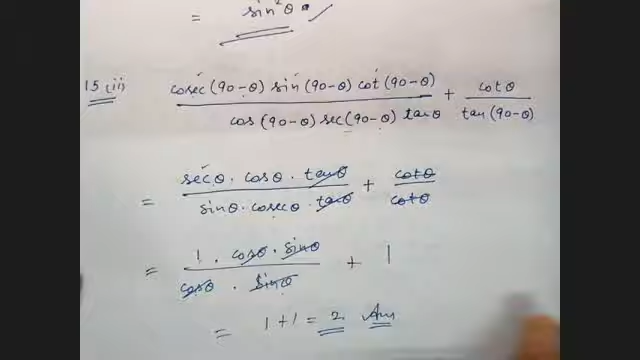 = sin²θ.
15 (ii) cosec(90-θ) sin(90-θ) cot(90-θ) / cos(90-θ) sec(90-θ) tanθ + cotθ / tan(90-θ)
= secθ · cosθ · tanθ / sinθ · cosecθ · tanθ + cotθ / cotθ
= 1 · cosθ · sinθ / cosθ · sinθ + 1
= 1+1 = 2 Ans